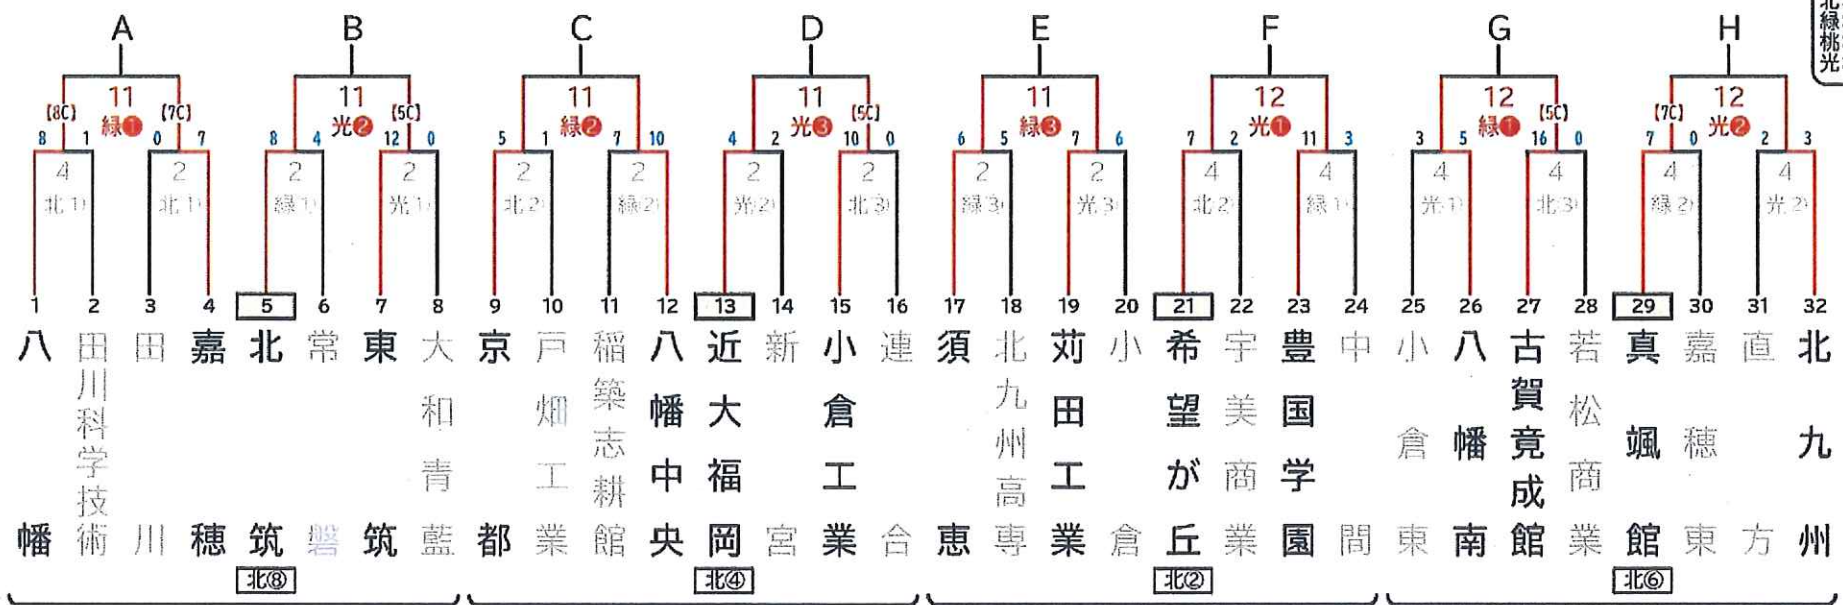 A B C D E F G H
北
緑
桃
光
11 11 11 11 11 12 12 12
【8C】 【7C】 【5C】 【5C】 【5C】 【7C】
緑❶ 光❷ 緑❷ 光❸ 緑❸ 光❶ 緑❶ 光❷
8 1 0 7 8 4 12 0 5 1 7 10 4 2 10 0 6 5 7 6 7 2 11 3 3 5 16 0 7 0 2 3
4 2 2 2 2 2 2 2 2 2 4 4 4 4 4 4
北1) 北1) 緑1) 光1) 北2) 緑2) 光2) 北3) 緑3) 光3) 北2) 緑1) 光1) 北3) 緑2) 光2)
1 2 3 4 5 6 7 8 9 10 11 12 13 14 15 16 17 18 19 20 21 22 23 24 25 26 27 28 29 30 31 32
八幡
田川科学技術
田川
嘉穂
北筑
常磐
東筑
大和青藍
京都
戸畑工業
稲築志耕館
八幡中央
近大福岡
新宮
小倉工業
連合
須恵
北九州高専
苅田工業
小倉
希望が丘
宇美商業
豊国学園
中間
小倉東
八幡南
古賀竟成館
若松商業
真颯館
嘉穂東
直方
北九州
北⑧ 北④ 北② 北⑥